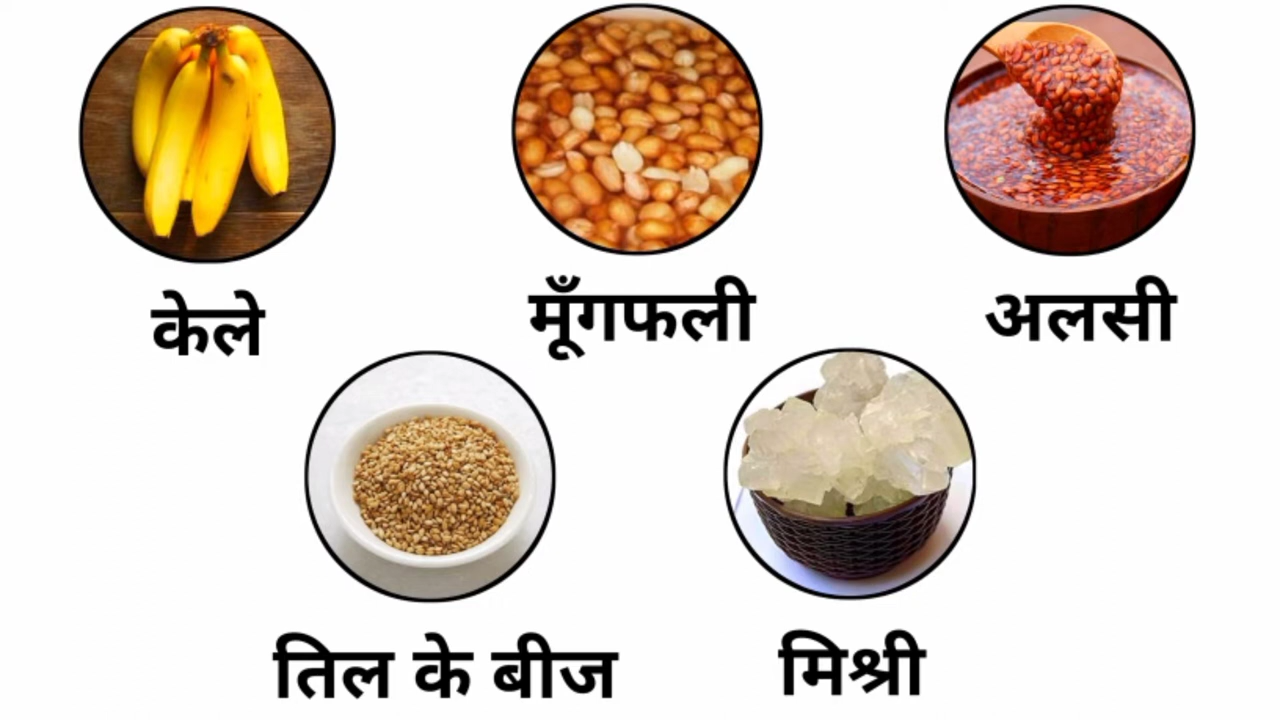 केले
मूँगफली
अलसी
तिल के बीज
मिश्री